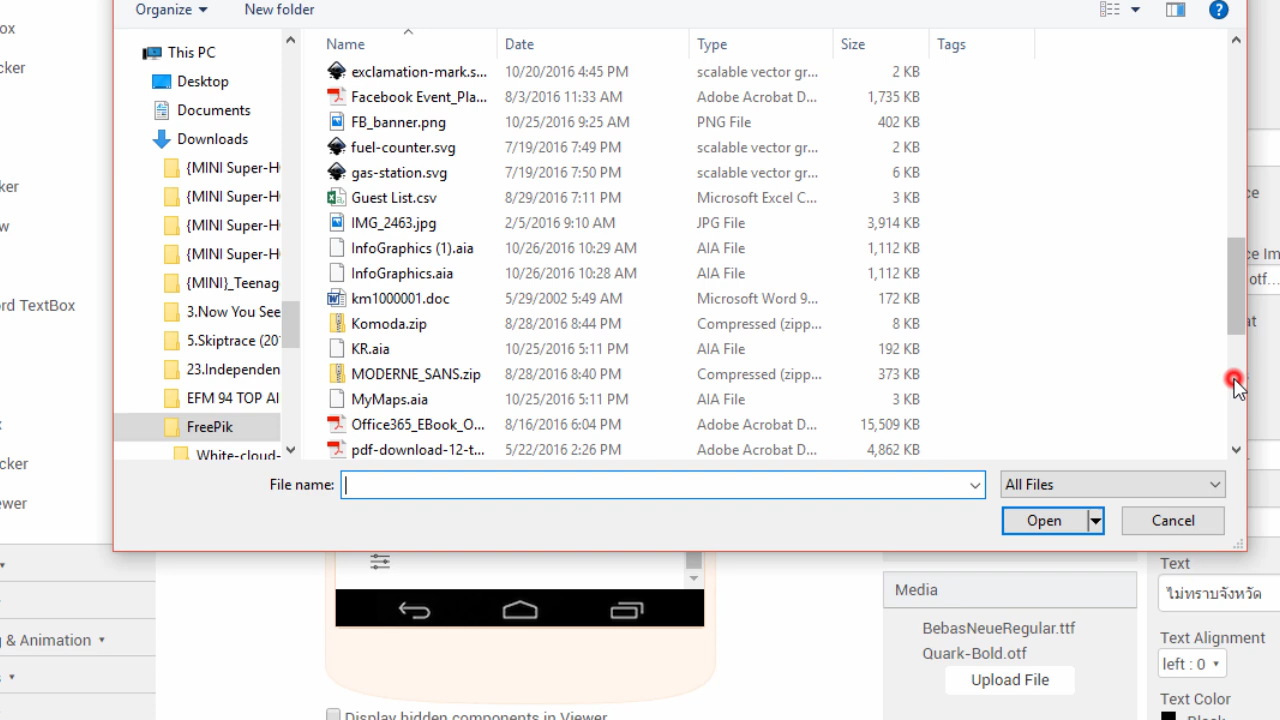 Organize
New folder
This PC
Desktop
Documents
Downloads
{MINI Super-H
{MINI Super-H
{MINI Super-H
{MINI Super-H
{MINI}_Teenag
3.Now You See
5.Skiptrace (20
23.Independen
EFM 94 TOP AI
FreePik
White-cloud-
Name Date Type Size Tags
exclamation-mark.s... 10/20/2016 4:45 PM scalable vector gr... 2 KB
Facebook Event_Pla... 8/3/2016 11:33 AM Adobe Acrobat D... 1,735 KB
FB_banner.png 10/25/2016 9:25 AM PNG File 402 KB
fuel-counter.svg 7/19/2016 7:49 PM scalable vector gr... 2 KB
gas-station.svg 7/19/2016 7:50 PM scalable vector gr... 6 KB
Guest List.csv 8/29/2016 7:11 PM Microsoft Excel C... 3 KB
IMG_2463.jpg 2/5/2016 9:10 AM JPG File 3,914 KB
InfoGraphics (1).aia 10/26/2016 10:29 AM AIA File 1,112 KB
InfoGraphics.aia 10/26/2016 10:28 AM AIA File 1,112 KB
km1000001.doc 5/29/2002 5:49 AM Microsoft Word 9... 172 KB
Komoda.zip 8/28/2016 8:44 PM Compressed (zipp... 8 KB
KR.aia 10/25/2016 5:11 PM AIA File 192 KB
MODERNE_SANS.zip 8/28/2016 8:40 PM Compressed (zipp... 373 KB
MyMaps.aia 10/25/2016 5:11 PM AIA File 3 KB
Office365_EBook_O... 8/16/2016 6:04 PM Adobe Acrobat D... 15,509 KB
pdf-download-12-t... 5/22/2016 2:26 PM Adobe Acrobat D... 4,862 KB
File name:
All Files
Open
Cancel
ox
cker
ker
w
rd TextBox
cker
ewer
g & Animation
s
ce
ce Im
otf...
at
Media
BebasNeueRegular.ttf
Quark-Bold.otf
Upload File
Text
ไม่ทราบจังหวัด
Text Alignment
left : 0
Text Color
Black
Display hidden components in Viewer